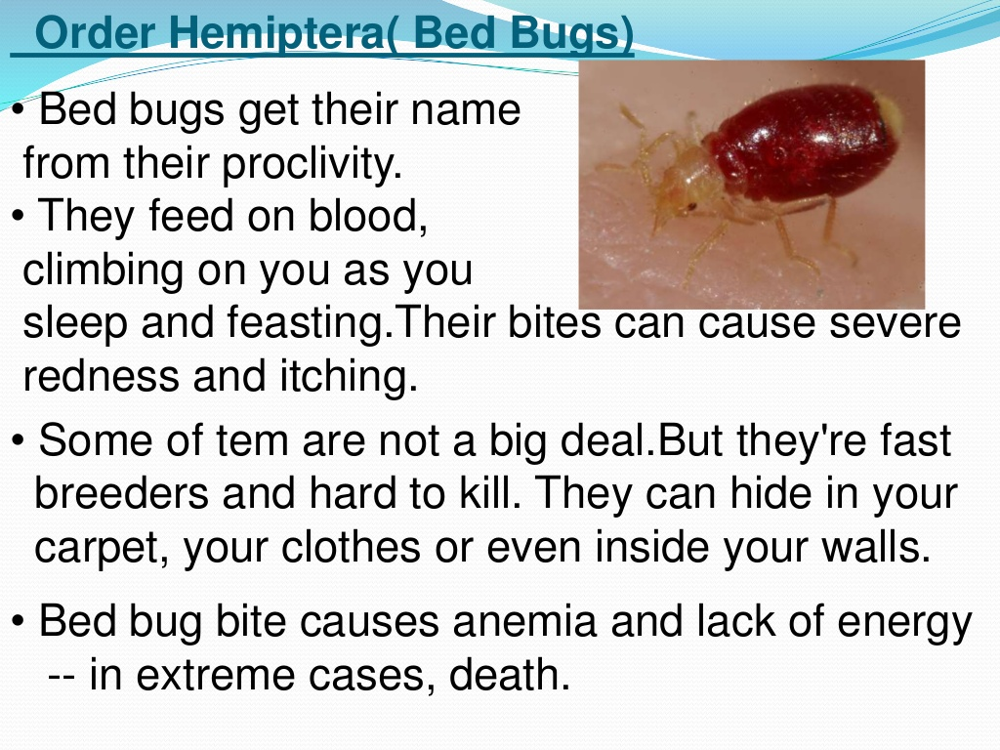 Order Hemiptera( Bed Bugs)
• Bed bugs get their name
from their proclivity.
• They feed on blood,
climbing on you as you
sleep and feasting.Their bites can cause severe
redness and itching.
• Some of tem are not a big deal.But they're fast
breeders and hard to kill. They can hide in your
carpet, your clothes or even inside your walls.
• Bed bug bite causes anemia and lack of energy
-- in extreme cases, death.